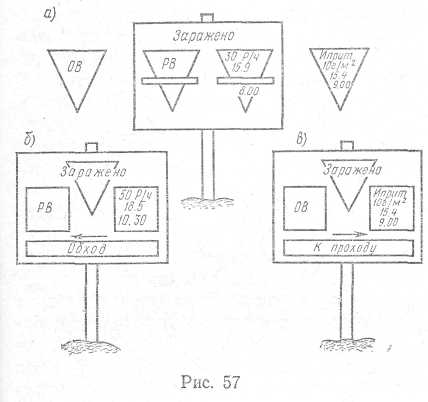 а)
Заражено
ОВ
РВ
30 Р/ч
15.9
8.00
Иприт
10г/м²
15.4
9.00
б)
Заражено
РВ
50 Р/ч
18.5
10.30
Обход
в)
Заражено
ОВ
Иприт
10г/м²
15.4
9.00
К проходу
Рис. 57